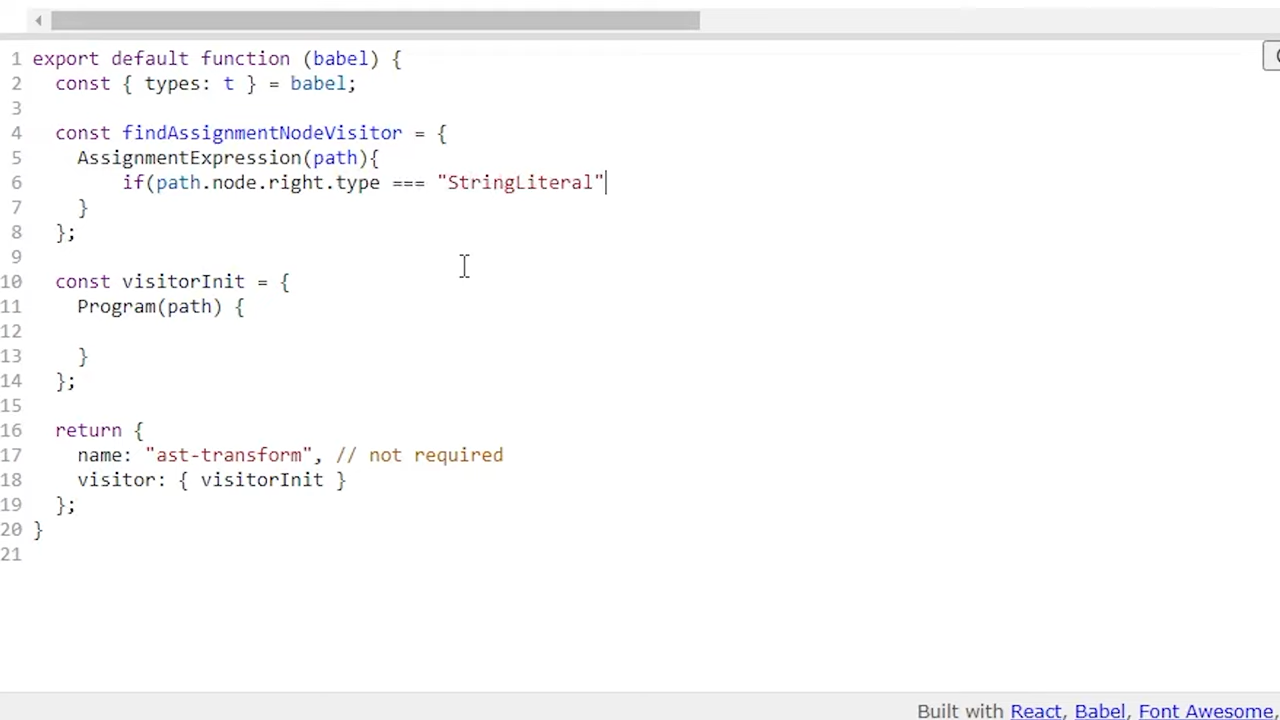 1 export default function (babel) {
2   const { types: t } = babel;
3
4   const findAssignmentNodeVisitor = {
5     AssignmentExpression(path){
6         if(path.node.right.type === "StringLiteral"
7     }
8   };
9
10   const visitorInit = {
11     Program(path) {
12
13     }
14   };
15
16   return {
17     name: "ast-transform", // not required
18     visitor: { visitorInit }
19   };
20 }
21
Built with React, Babel, Font Awesome,